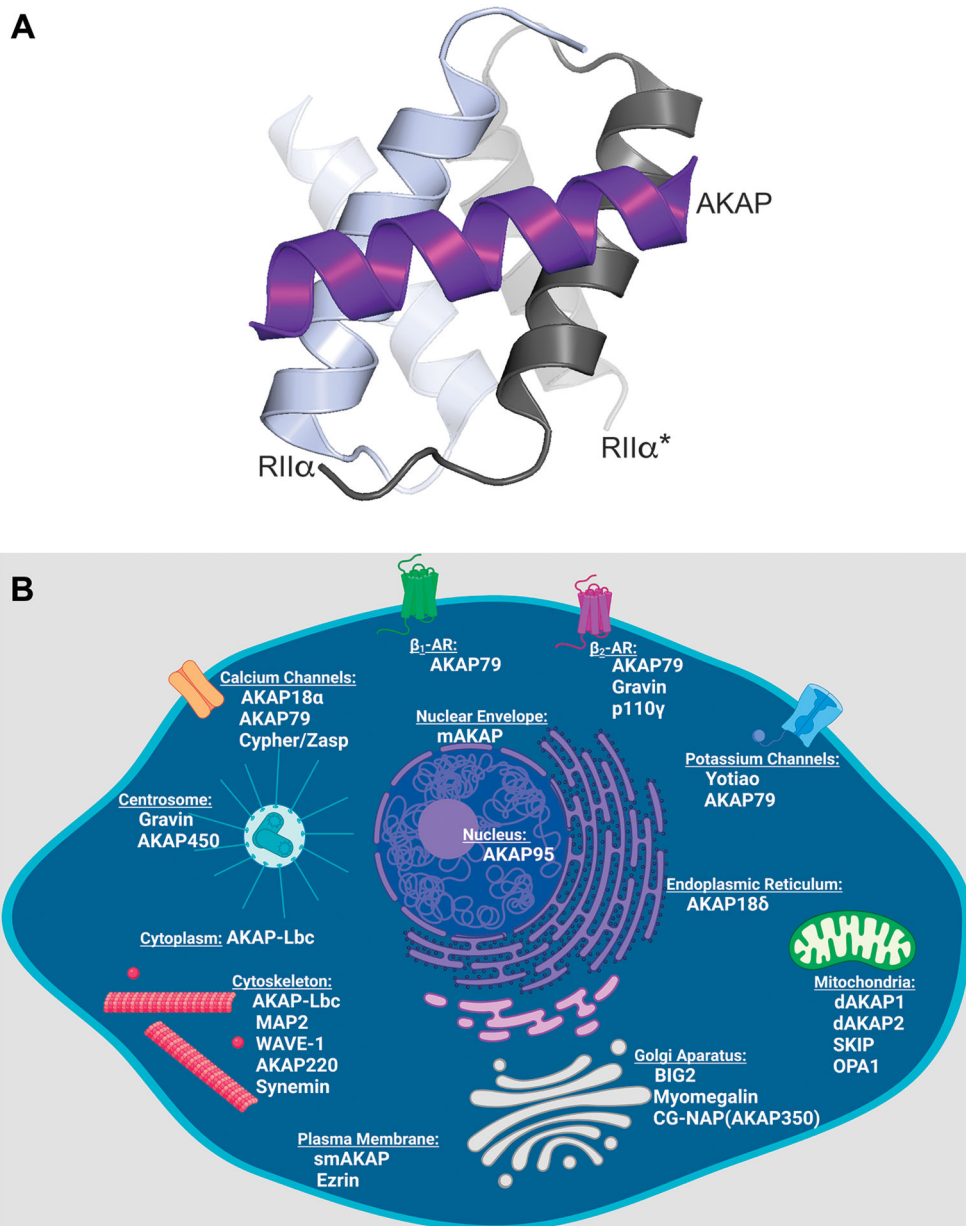 A
AKAP
RIIα
RIIα*
B
β₁-AR:
AKAP79
β₂-AR:
AKAP79
Gravin
p110γ
Calcium Channels:
AKAP18α
AKAP79
Cypher/Zasp
Nuclear Envelope:
mAKAP
Potassium Channels:
Yotiao
AKAP79
Centrosome:
Gravin
AKAP450
Nucleus:
AKAP95
Endoplasmic Reticulum:
AKAP18δ
Cytoplasm: AKAP-Lbc
Cytoskeleton:
AKAP-Lbc
MAP2
WAVE-1
AKAP220
Synemin
Mitochondria:
dAKAP1
dAKAP2
SKIP
OPA1
Golgi Apparatus:
BIG2
Myomegalin
CG-NAP(AKAP350)
Plasma Membrane:
smAKAP
Ezrin